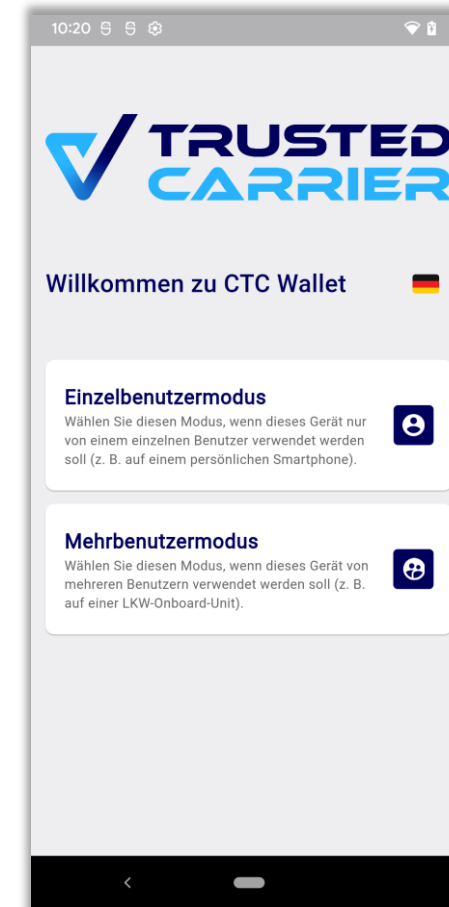 10:20
TRUSTED
CARRIER
Willkommen zu CTC Wallet
Einzelbenutzermodus
Wählen Sie diesen Modus, wenn dieses Gerät nur
von einem einzelnen Benutzer verwendet werden
soll (z. B. auf einem persönlichen Smartphone).
Mehrbenutzermodus
Wählen Sie diesen Modus, wenn dieses Gerät von
mehreren Benutzern verwendet werden soll (z. B.
auf einer LKW-Onboard-Unit).